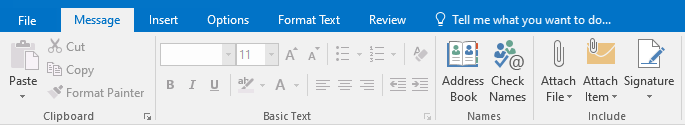 File Message Insert Options Format Text Review Tell me what you want to do...
Paste
Cut
Copy
Format Painter
Clipboard
11 A A
B I U ab A
Basic Text
Address Book
Check Names
Names
Attach File
Attach Item
Signature
Include